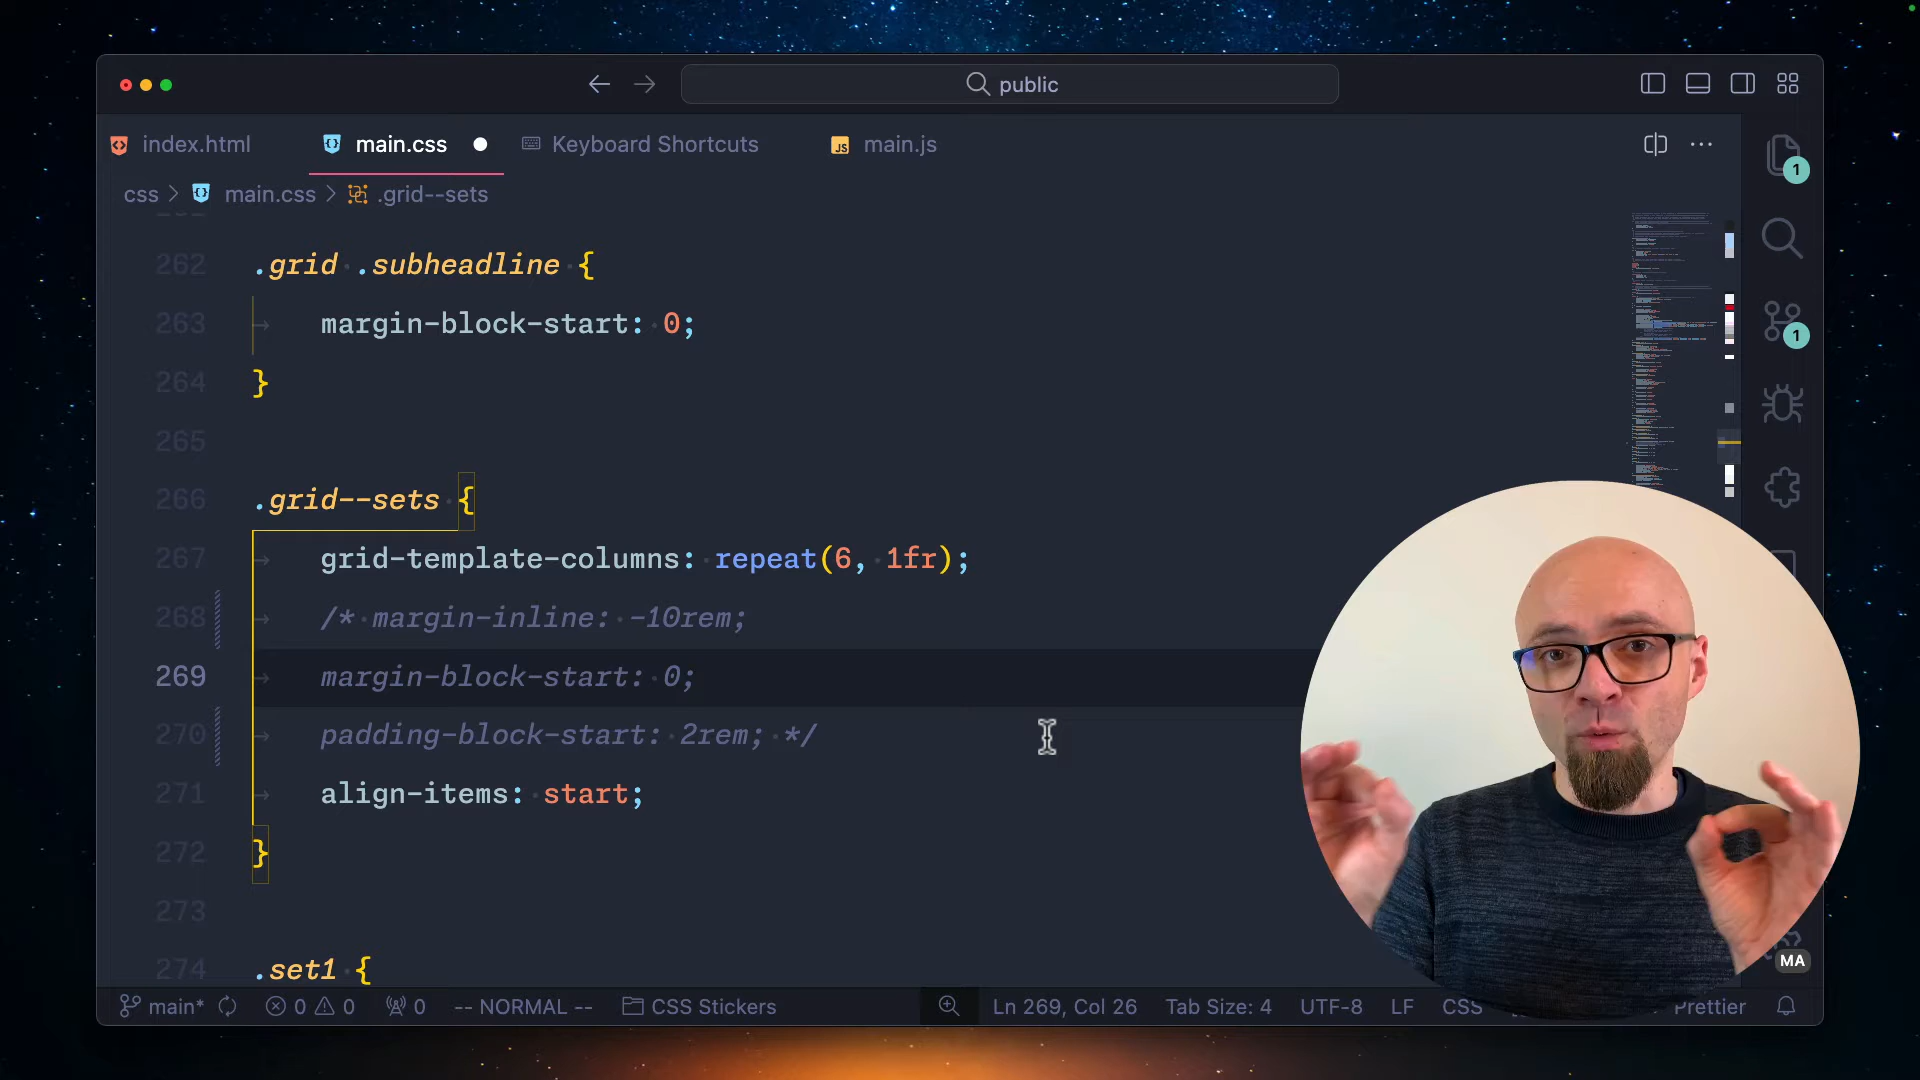 public
index.html main.css Keyboard Shortcuts main.js
css > main.css > .grid--sets
262 .grid .subheadline {
263 margin-block-start: 0;
264 }
265
266 .grid--sets {
267 grid-template-columns: repeat(6, 1fr);
268 /* margin-inline: -10rem;
269 margin-block-start: 0;
270 padding-block-start: 2rem; */
271 align-items: start;
272 }
273
274 .set1 {
1
1
MA
main* 0 0 0 -- NORMAL -- CSS Stickers Ln 269, Col 26 Tab Size: 4 UTF-8 LF CSS Prettier